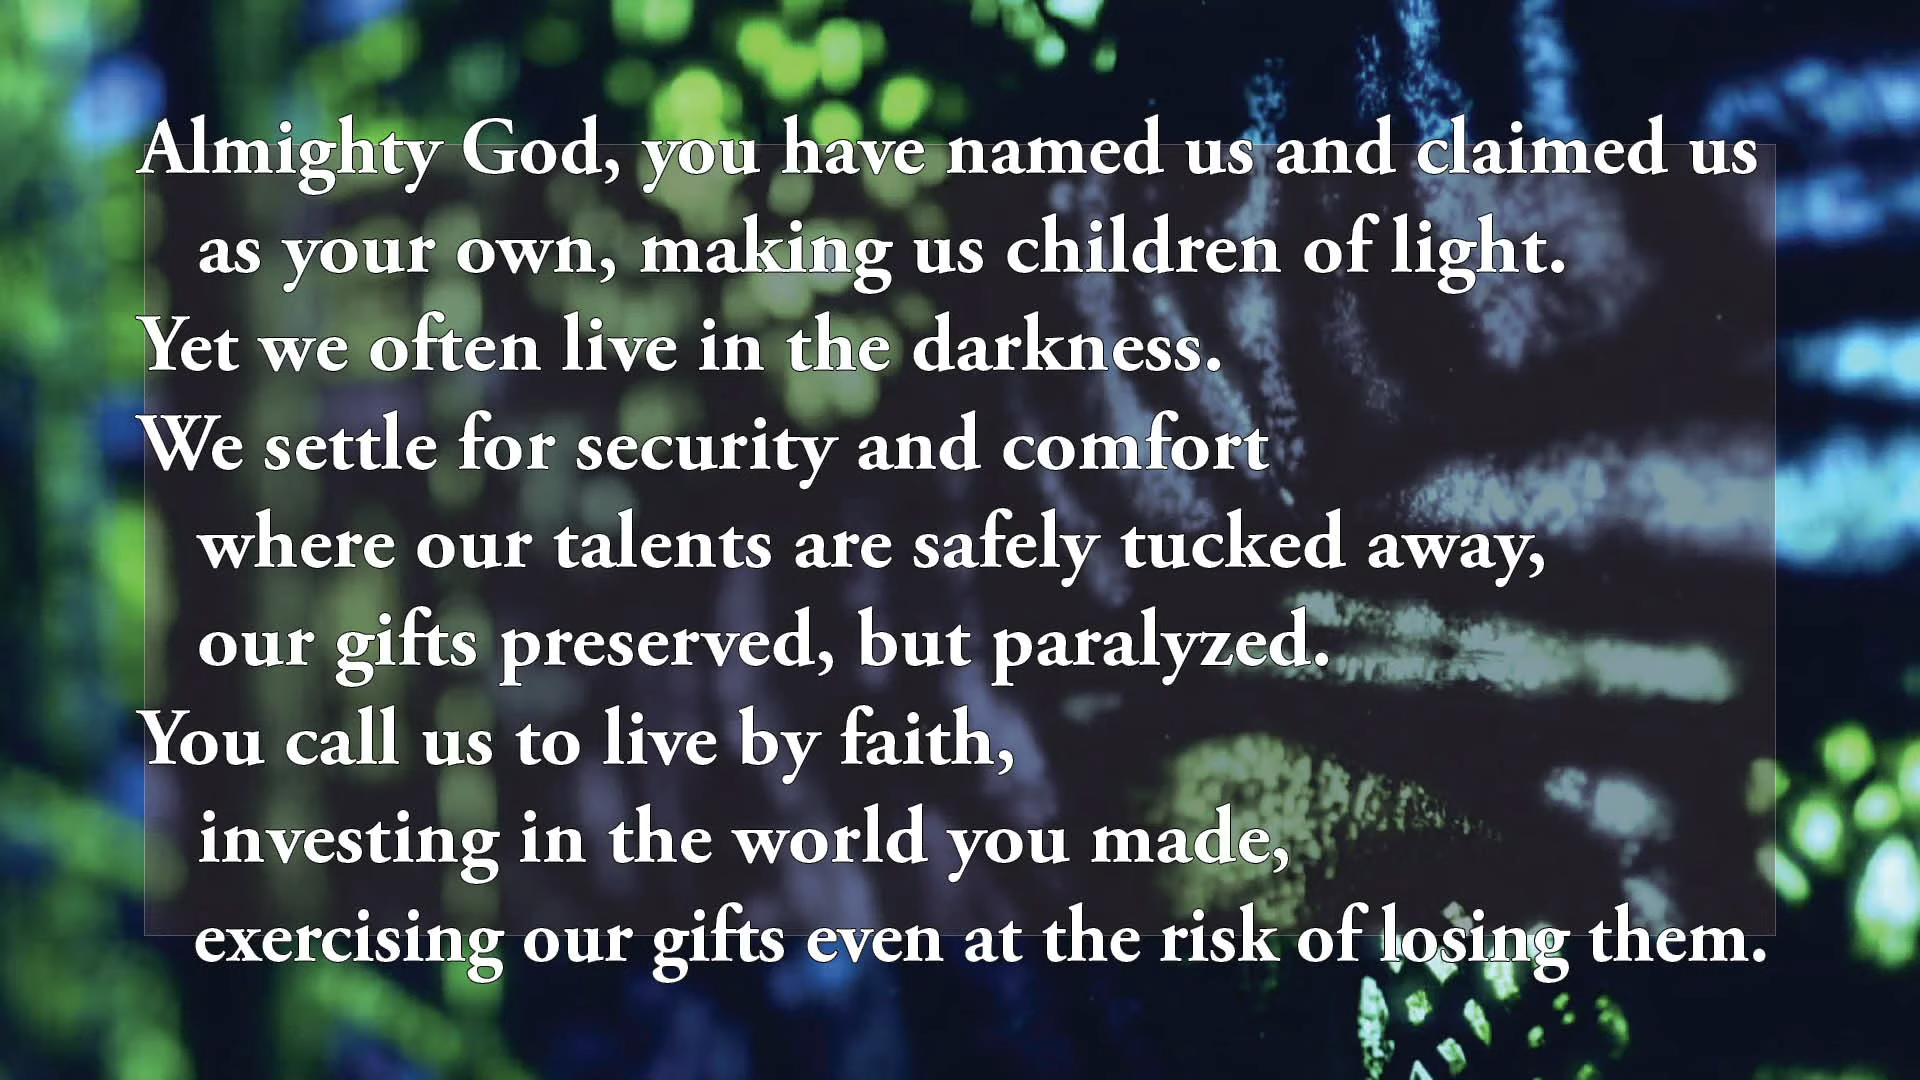 Almighty God, you have named us and claimed us
as your own, making us children of light.
Yet we often live in the darkness.
We settle for security and comfort
where our talents are safely tucked away,
our gifts preserved, but paralyzed.
You call us to live by faith,
investing in the world you made,
exercising our gifts even at the risk of losing them.